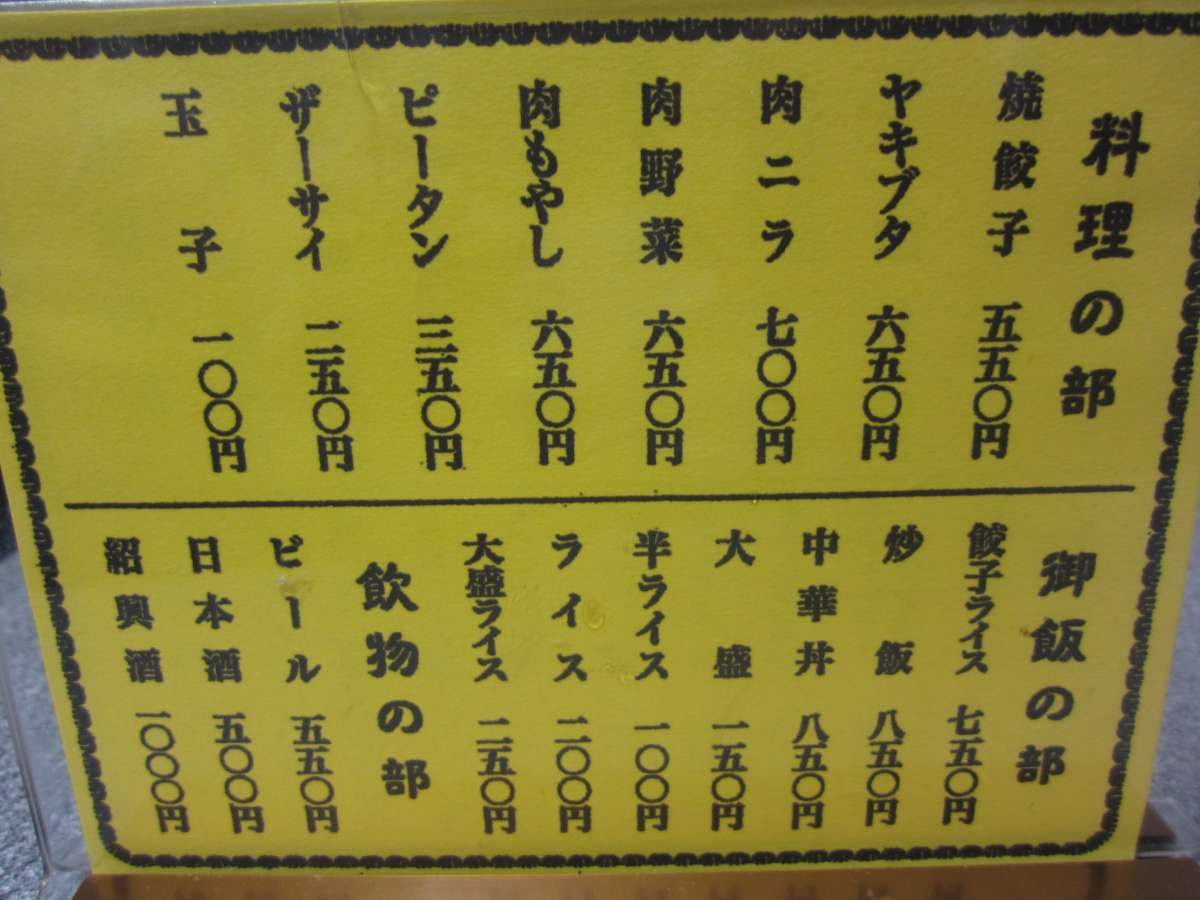 料理の部
焼餃子 五五〇円
ヤキブタ 六五〇円
肉ニラ 七〇〇円
肉野菜 六五〇円
肉もやし 六五〇円
ピータン 三五〇円
ザーサイ 二五〇円
玉子 一〇〇円
御飯の部
餃子ライス 七五〇円
炒飯 八五〇円
中華丼 八五〇円
大盛 一五〇円
半ライス 一〇〇円
ライス 二〇〇円
大盛ライス 二五〇円
飲物の部
ビール 五五〇円
日本酒 五〇〇円
紹興酒 一〇〇〇円